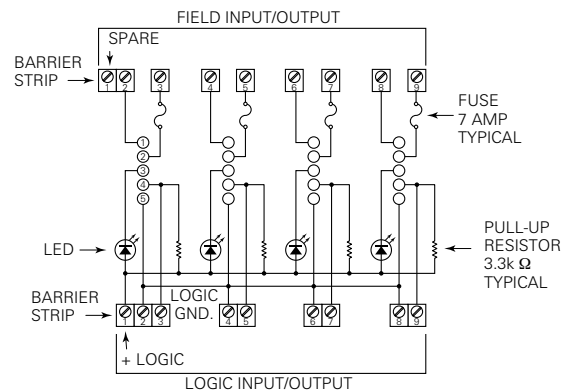 FIELD INPUT/OUTPUT
SPARE
BARRIER
STRIP
1 2 3 4 5 6 7 8 9
FUSE
7 AMP
TYPICAL
1
2
3
4
5
LED
PULL-UP
RESISTOR
3.3k Ω
TYPICAL
BARRIER
STRIP
LOGIC
GND.
1 2 3 4 5 6 7 8 9
+ LOGIC
LOGIC INPUT/OUTPUT